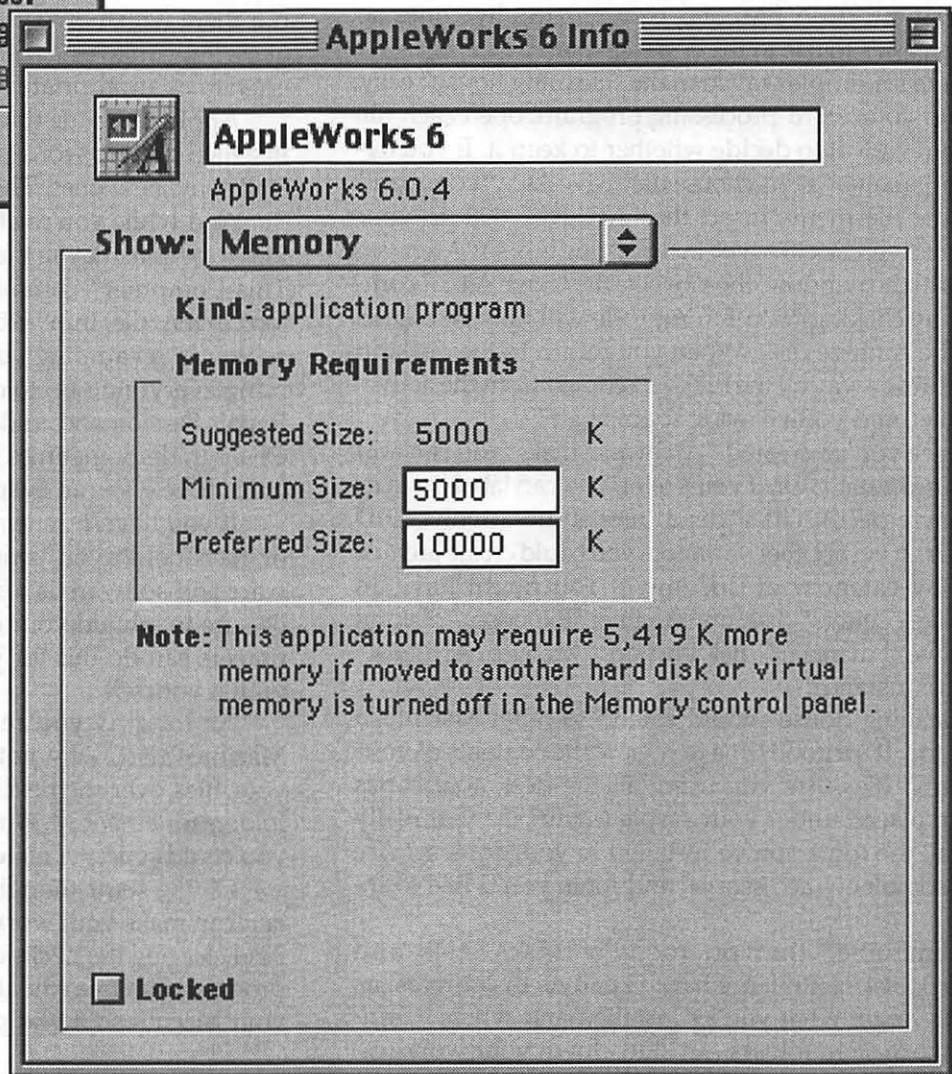 AppleWorks 6 Info
AppleWorks 6
AppleWorks 6.0.4
Show: Memory
Kind: application program
Memory Requirements
Suggested Size: 5000 K
Minimum Size: 5000 K
Preferred Size: 10000 K
Note: This application may require 5,419 K more
memory if moved to another hard disk or virtual
memory is turned off in the Memory control panel.
Locked